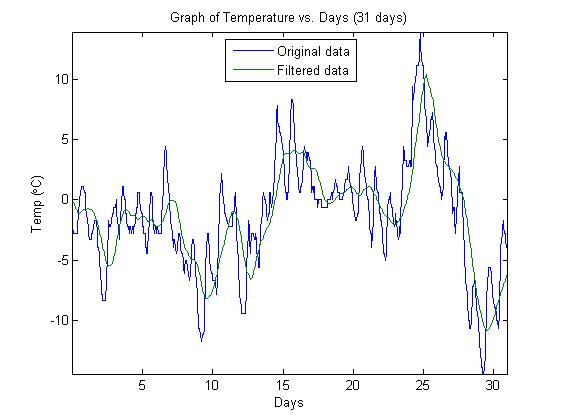 Graph of Temperature vs. Days (31 days)
Original data
Filtered data
10
5
0
-5
-10
Temp (ºC)
5
10
15
20
25
30
Days